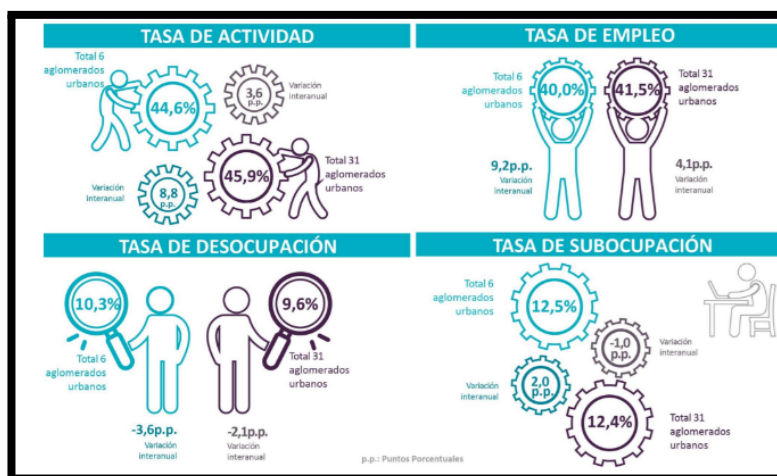 TASA DE ACTIVIDAD
Total 6
aglomerados
urbanos
44,6%
3,6
p.p.
Variación
interanual
Variación
interanual
8,8
p.p.
45,9%
Total 31
aglomerados
urbanos
TASA DE EMPLEO
Total 6
aglomerados
urbanos
40,0%
41,5%
Total 31
aglomerados
urbanos
9,2p.p.
Variación
interanual
4,1p.p.
Variación
interanual
TASA DE DESOCUPACIÓN
10,3%
Total 6
aglomerados
urbanos
9,6%
Total 31
aglomerados
urbanos
-3,6p.p.
Variación
interanual
-2,1p.p.
Variación
interanual
TASA DE SUBOCUPACIÓN
Total 6
aglomerados
urbanos
12,5%
-1,0
p.p.
Variación
interanual
Variación
interanual
2,0
p.p.
12,4%
Total 31
aglomerados
urbanos
p.p.: Puntos Porcentuales